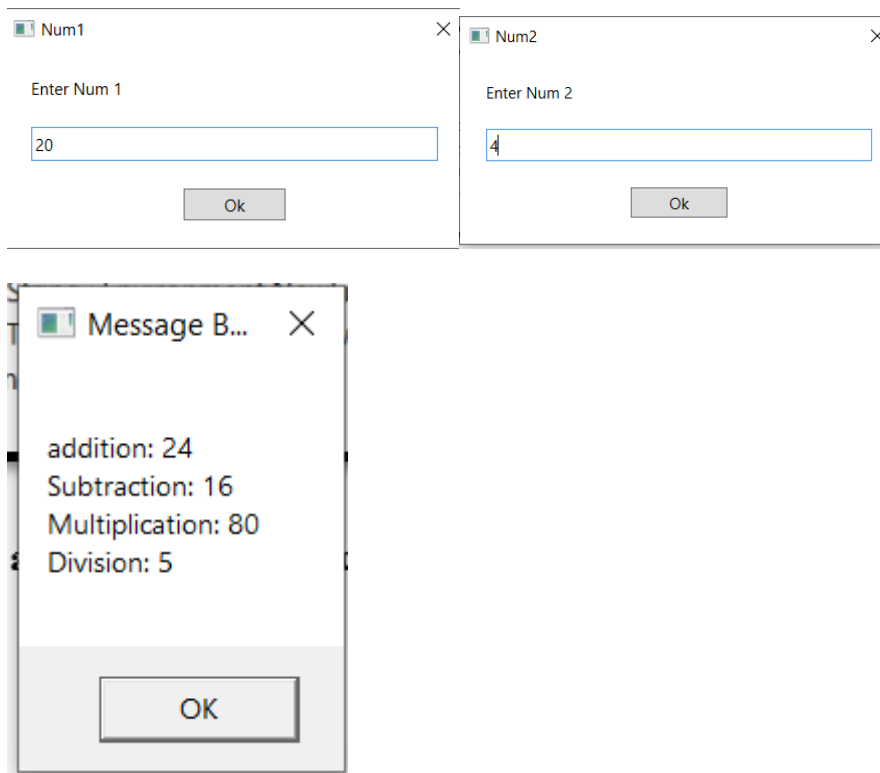 Num1
Enter Num 1
20
Ok
Num2
Enter Num 2
4
Ok
Message B...
addition: 24
Subtraction: 16
Multiplication: 80
Division: 5
OK